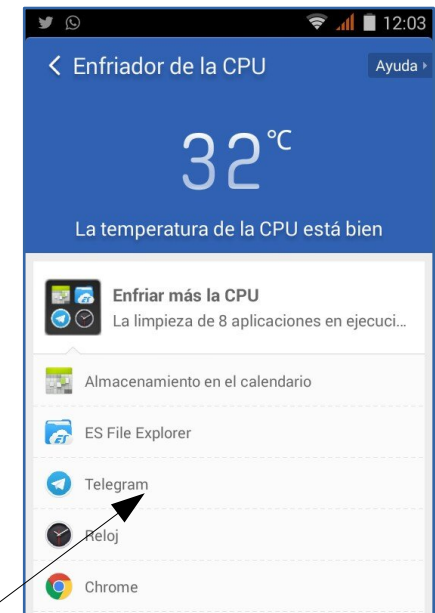 12:03
Enfriador de la CPU
Ayuda
32°C
La temperatura de la CPU está bien
Enfriar más la CPU
La limpieza de 8 aplicaciones en ejecuci...
Almacenamiento en el calendario
ES File Explorer
Telegram
Reloj
Chrome